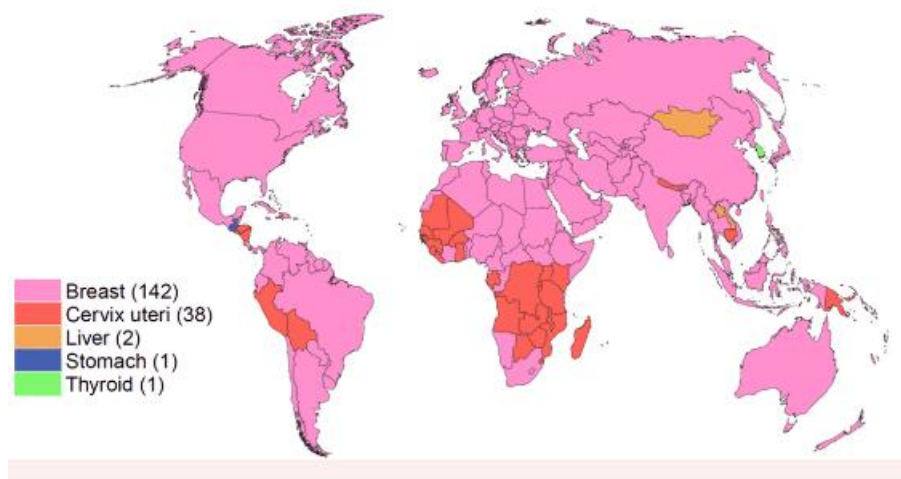 Breast (142)
Cervix uteri (38)
Liver (2)
Stomach (1)
Thyroid (1)